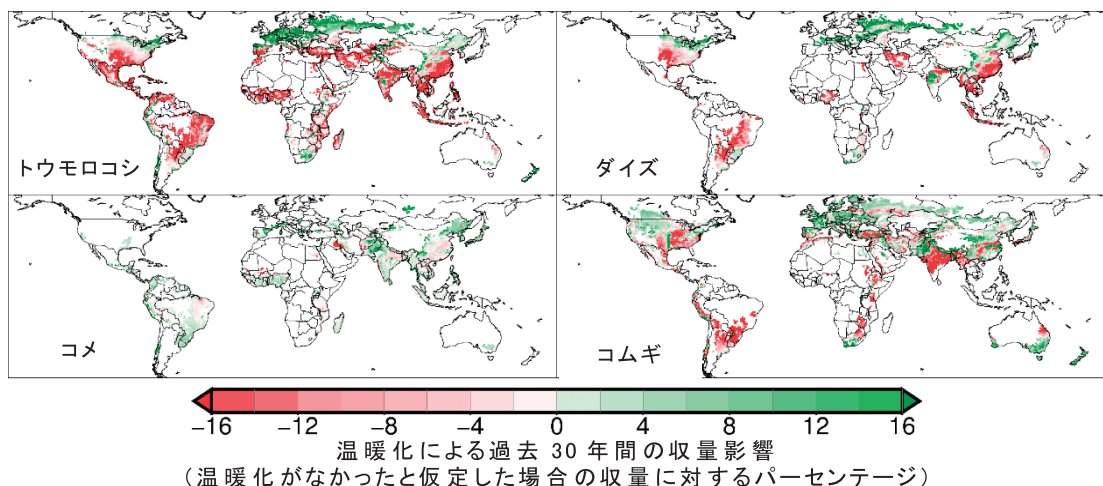 トウモロコシ
ダイズ
コメ
コムギ
−16 −12 −8 −4 0 4 8 12 16
温暖化による過去 30 年間の収量影響
（温暖化がなかったと仮定した場合の収量に対するパーセンテージ）